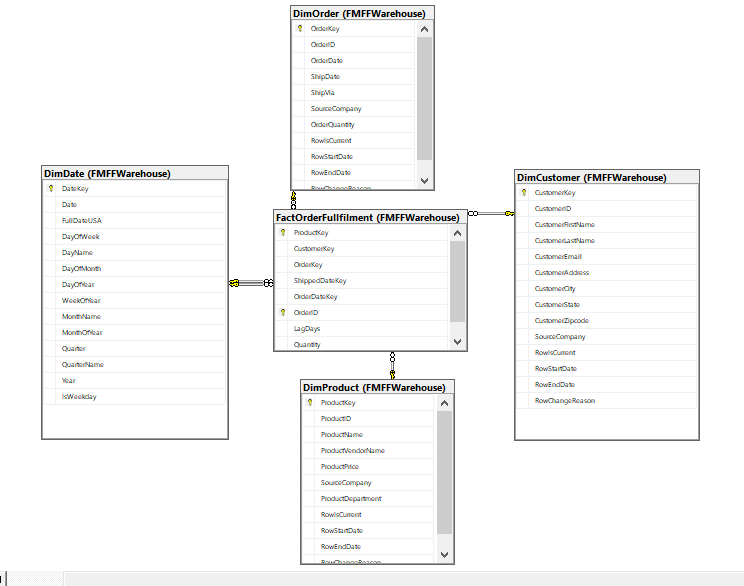 DimOrder (FMFFWarehouse)
OrderKey
OrderID
OrderDate
ShipDate
ShipVia
SourceCompany
OrderQuantity
RowIsCurrent
RowStartDate
RowEndDate
RowChangeReason
DimDate (FMFFWarehouse)
DateKey
Date
FullDateUSA
DayOfWeek
DayName
DayOfMonth
DayOfYear
WeekOfYear
MonthName
MonthOfYear
Quarter
QuarterName
Year
IsWeekday
FactOrderFullfilment (FMFFWarehouse)
ProductKey
CustomerKey
OrderKey
ShippedDateKey
OrderDateKey
OrderID
LagDays
Quantity
DimCustomer (FMFFWarehouse)
CustomerKey
CustomerID
CustomerFirstName
CustomerLastName
CustomerEmail
CustomerAddress
CustomerCity
CustomerState
CustomerZipcode
SourceCompany
RowIsCurrent
RowStartDate
RowEndDate
RowChangeReason
DimProduct (FMFFWarehouse)
ProductKey
ProductID
ProductName
ProductVendorName
ProductPrice
SourceCompany
ProductDepartment
RowIsCurrent
RowStartDate
RowEndDate
RowChangeReason